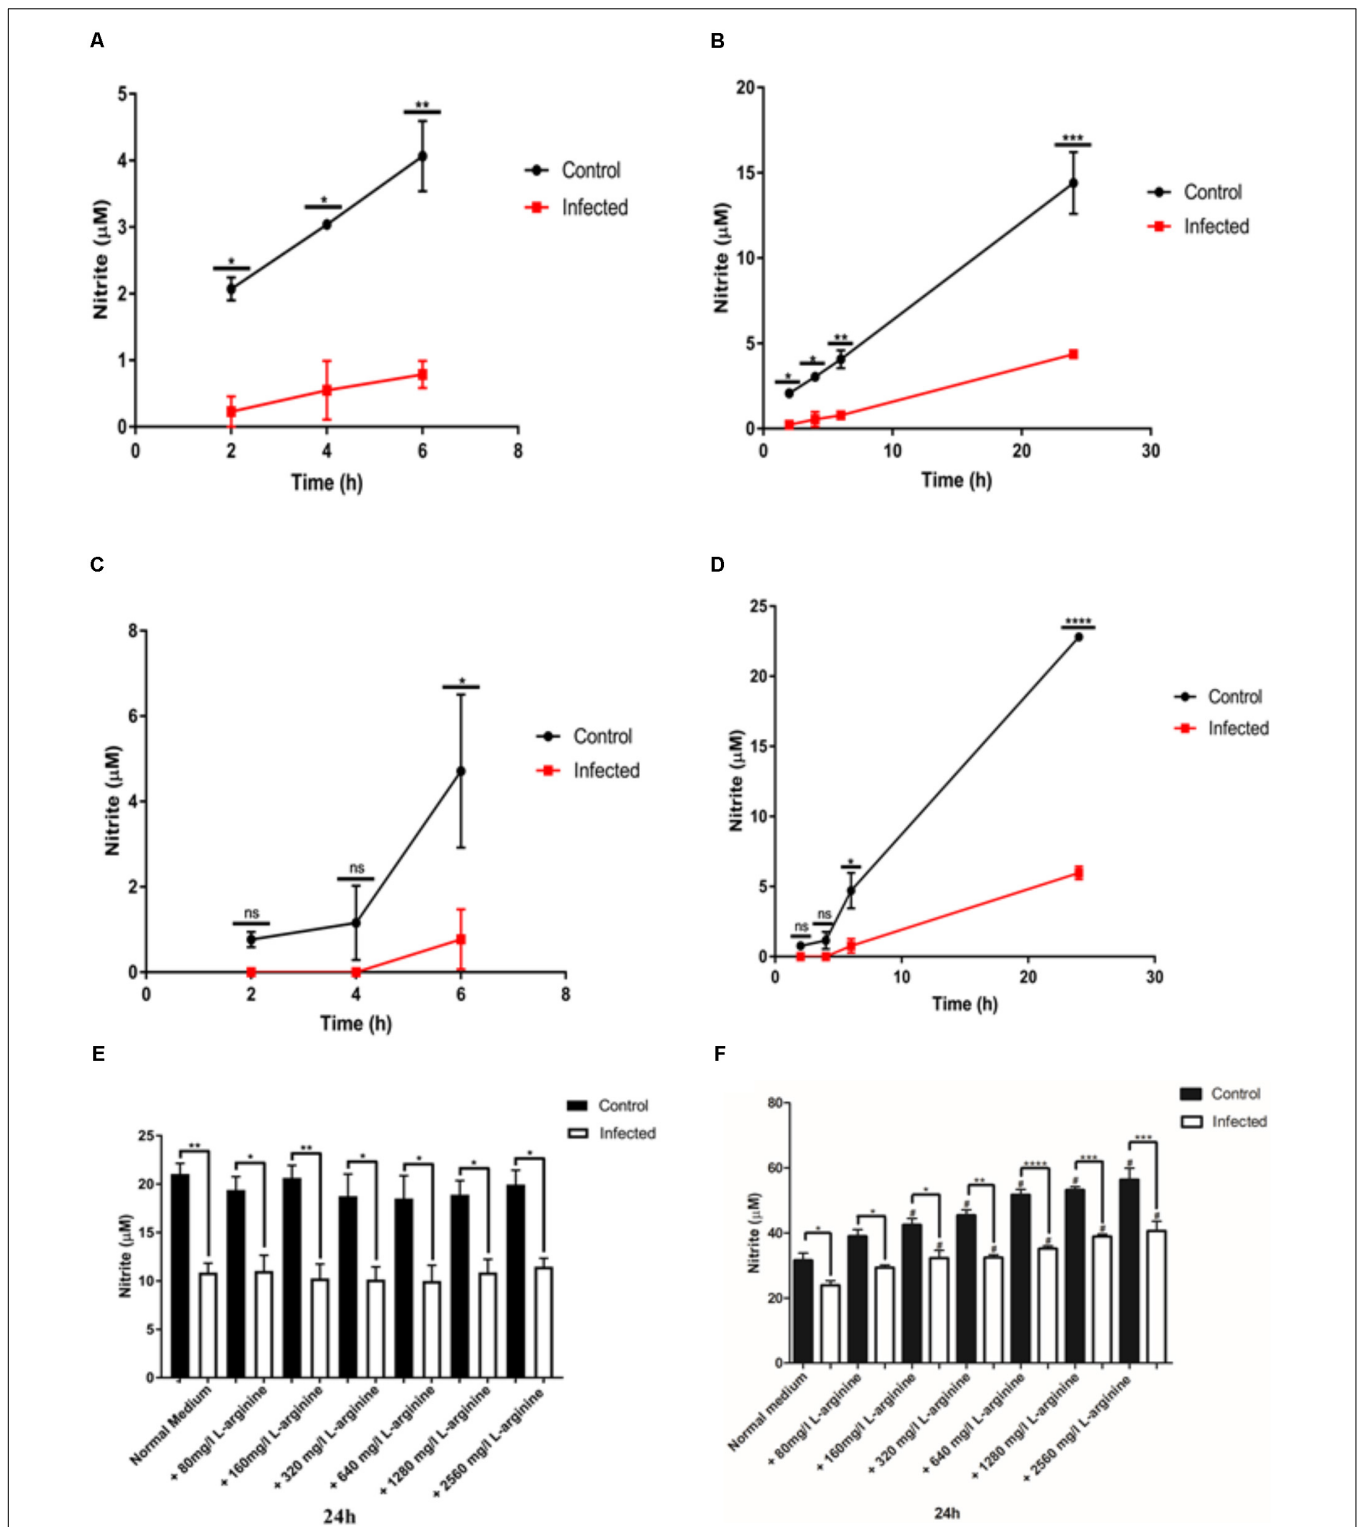 A
5
4
3
2
1
0
0 2 4 6 8
Nitrite (µM)
Time (h)
* * **
Control
Infected
B
20
15
10
5
0
0 10 20 30
Nitrite (µM)
Time (h)
* * ** ***
Control
Infected
C
8
6
4
2
0
0 2 4 6 8
Nitrite (µM)
Time (h)
ns ns *
Control
Infected
D
25
20
15
10
5
0
0 10 20 30
Nitrite (µM)
Time (h)
ns ns * ****
Control
Infected
E
Control
Infected
25
20
15
10
5
0
Nitrite (µM)
** * ** * * * *
Normal Medium
+ 80mg/l L-arginine
+ 160mg/l L-arginine
+ 320 mg/l L-arginine
+ 640 mg/l L-arginine
+ 1280 mg/l L-arginine
+ 2560 mg/l L-arginine
24h
F
Control
Infected
80
60
40
20
0
Nitrite (µM)
* * * ** **** *** ***
# # # # # # # # # #
Normal medium
+ 80mg/l L-arginine
+ 160mg/l L-arginine
+ 320 mg/l L-arginine
+ 640 mg/l L-arginine
+ 1280 mg/l L-arginine
+ 2560 mg/l L-arginine
24h